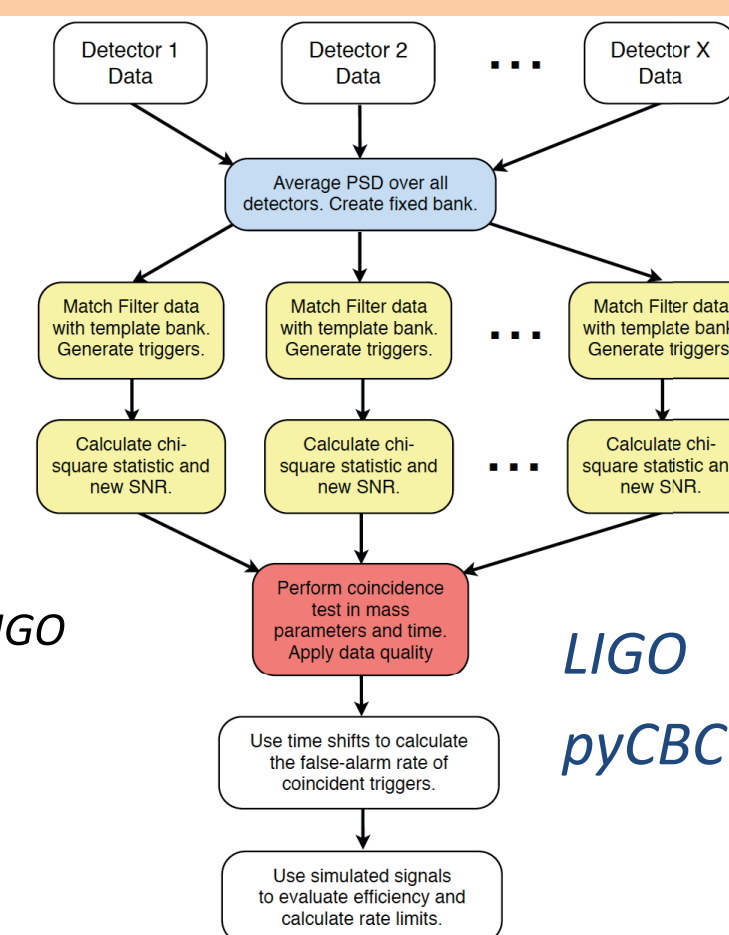 Detector 1
Data
Detector 2
Data
...
Detector X
Data
Average PSD over all
detectors. Create fixed bank.
Match Filter data
with template bank.
Generate triggers.
Match Filter data
with template bank.
Generate triggers.
...
Match Filter data
with template
Generate triggers
Calculate chi-
square statistic and
new SNR.
Calculate chi-
square statistic and
new SNR.
...
Calculate chi-
square statistic
new SNR.
Perform coincidence
test in mass
parameters and time.
Apply data quality
LIGO
pyCBC
Use time shifts to calculate
the false-alarm rate of
coincident triggers.
Use simulated signals
to evaluate efficiency and
calculate rate limits.